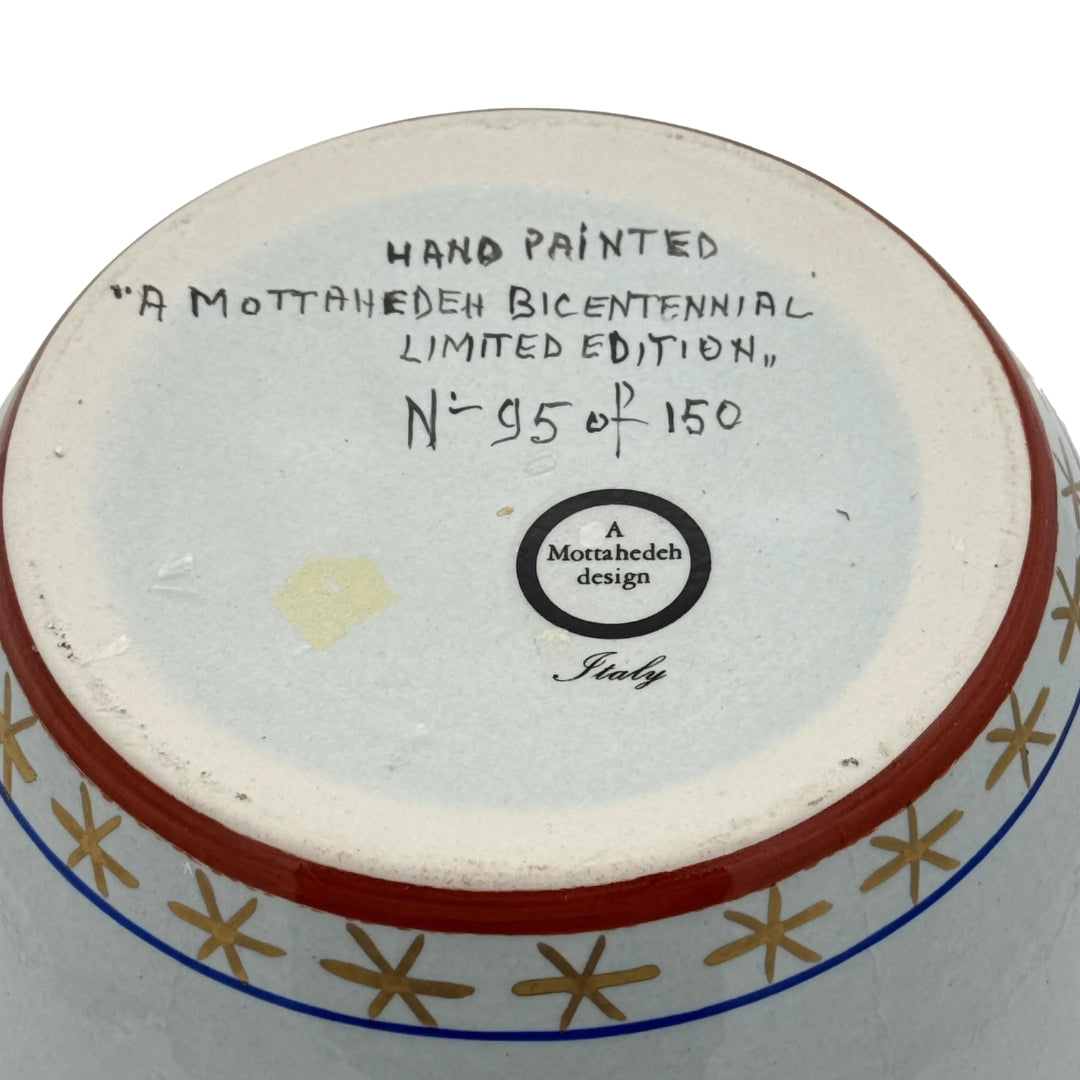 HAND PAINTED
"A MOTTAHEDEH BICENTENNIAL
LIMITED EDITION„
N- 95 of 150
A
Mottahedeh
design
Italy